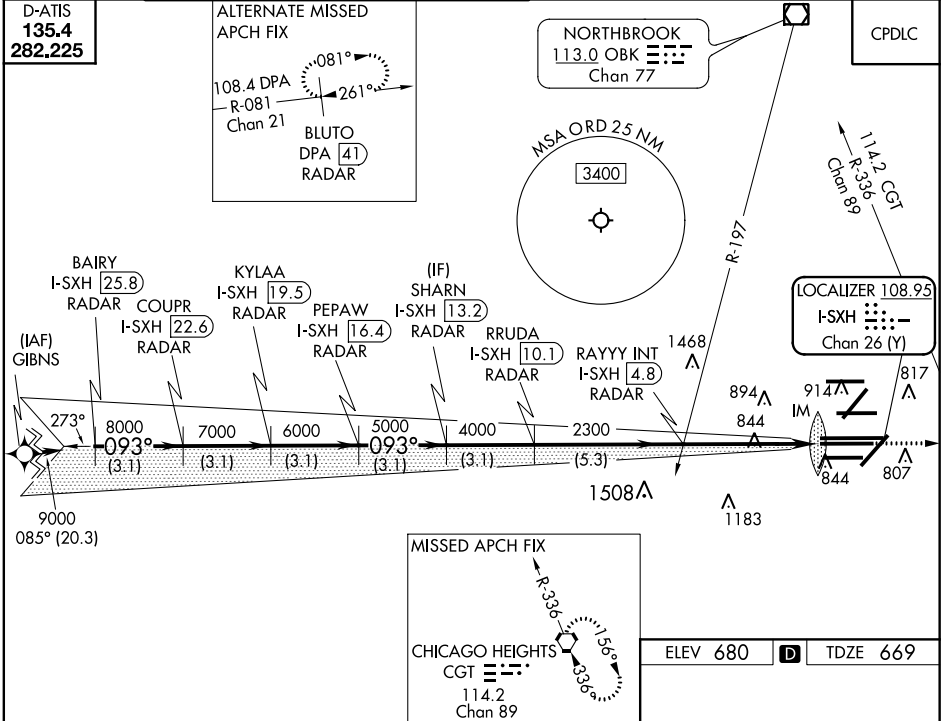 D-ATIS
135.4
282.225
ALTERNATE MISSED
APCH FIX
081°
261°
108.4 DPA
R-081
Chan 21
BLUTO
DPA 41
RADAR
NORTHBROOK
113.0 OBK
Chan 77
CPDLC
MSA ORD 25 NM
3400
114.2 CGT
R-336
Chan 89
R-197
BAIRY
I-SXH 25.8
RADAR
COUPR
I-SXH 22.6
RADAR
KYLAA
I-SXH 19.5
RADAR
PEPAW
I-SXH 16.4
RADAR
(IF)
SHARN
I-SXH 13.2
RADAR
RRUDA
I-SXH 10.1
RADAR
RAYYY INT
I-SXH 4.8
RADAR
LOCALIZER 108.95
I-SXH
Chan 26 (Y)
(IAF)
GIBNS
1468
894
844
914
817
IM
273°
8000
7000
6000
5000
4000
2300
093°
093°
(3.1)
(3.1)
(3.1)
(3.1)
(3.1)
(5.3)
844
807
1508
1183
9000
085° (20.3)
MISSED APCH FIX
R-336
156°
336°
CHICAGO HEIGHTS
CGT
114.2
Chan 89
ELEV 680 D TDZE 669